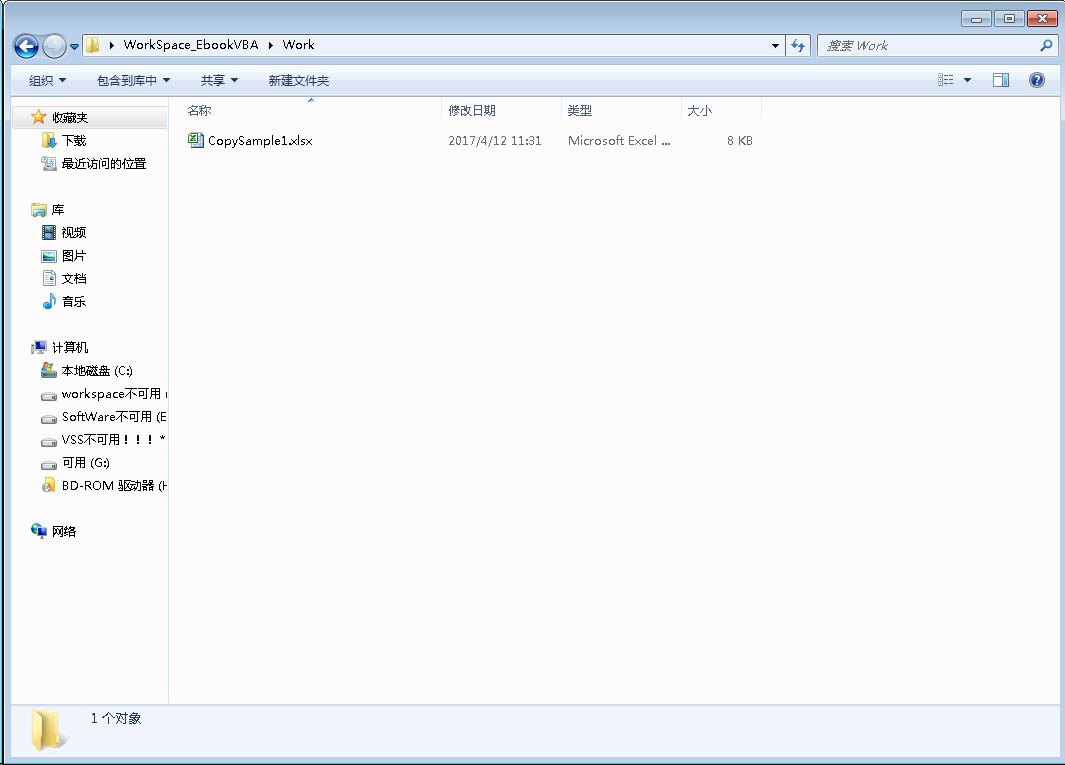 WorkSpace_EbookVBA Work
搜索 Work
组织 包含到库中 共享 新建文件夹
收藏夹
下载
最近访问的位置
库
视频
图片
文档
音乐
计算机
本地磁盘 (C:)
workspace不可用
SoftWare不可用 (E
VSS不可用！！！ *
可用 (G:)
BD-ROM 驱动器 (H
网络
名称 修改日期 类型 大小
CopySample1.xlsx 2017/4/12 11:31 Microsoft Excel ... 8 KB
1 个对象